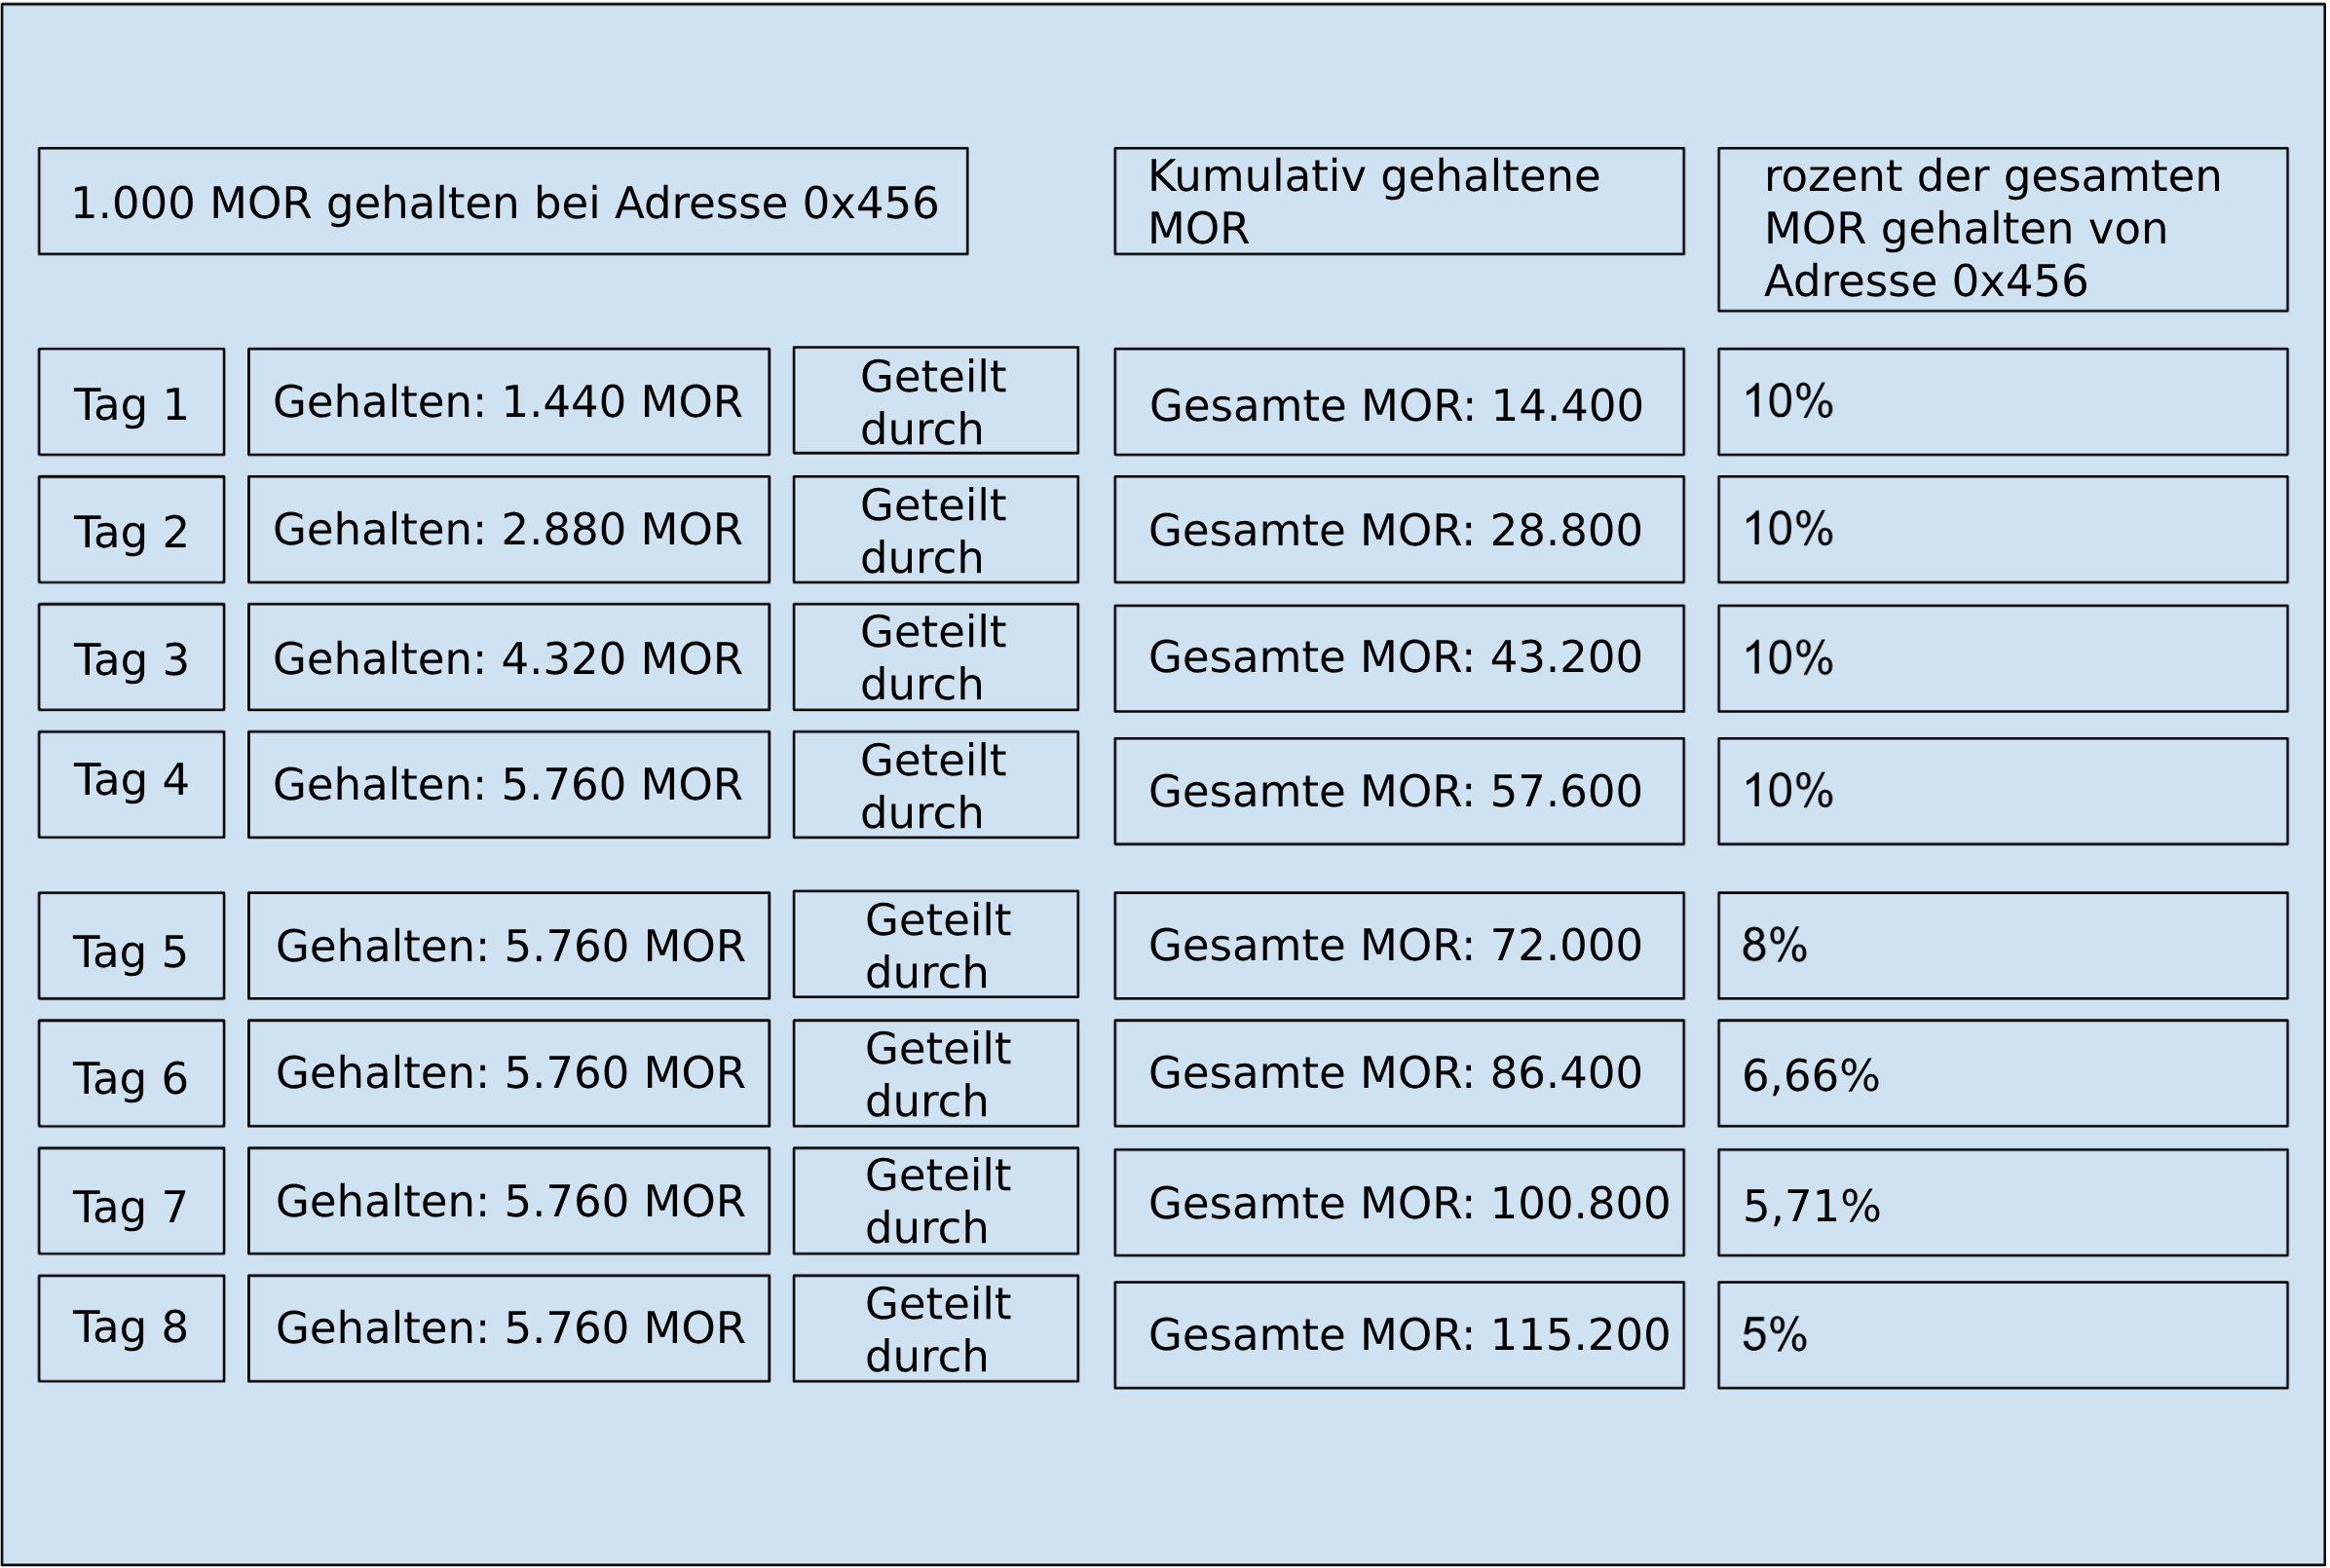 1.000 MOR gehalten bei Adresse 0x456
Kumulativ gehaltene
MOR
rozent der gesamten
MOR gehalten von
Adresse 0x456
Tag 1
Gehalten: 1.440 MOR
Geteilt
durch
Gesamte MOR: 14.400
10%
Tag 2
Gehalten: 2.880 MOR
Geteilt
durch
Gesamte MOR: 28.800
10%
Tag 3
Gehalten: 4.320 MOR
Geteilt
durch
Gesamte MOR: 43.200
10%
Tag 4
Gehalten: 5.760 MOR
Geteilt
durch
Gesamte MOR: 57.600
10%
Tag 5
Gehalten: 5.760 MOR
Geteilt
durch
Gesamte MOR: 72.000
8%
Tag 6
Gehalten: 5.760 MOR
Geteilt
durch
Gesamte MOR: 86.400
6,66%
Tag 7
Gehalten: 5.760 MOR
Geteilt
durch
Gesamte MOR: 100.800
5,71%
Tag 8
Gehalten: 5.760 MOR
Geteilt
durch
Gesamte MOR: 115.200
5%